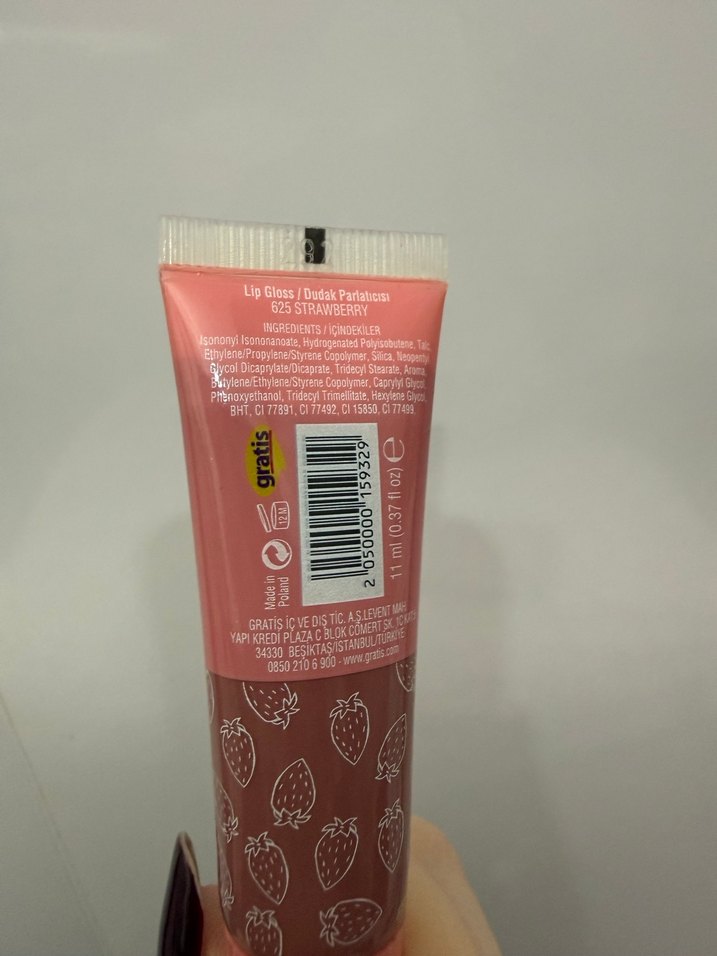 292
Lip Gloss / Dudak Parlatıcısı
625 STRAWBERRY
INGREDIENTS / İÇİNDEKİLER
Isononyl Isononanoate, Hydrogenated Polyisobutene, Talc,
Ethylene/Propylene/Styrene Copolymer, Silica, Neopentyl
Glycol Dicaprylate/Dicaprate, Tridecyl Stearate, Aroma,
Butylene/Ethylene/Styrene Copolymer, Caprylyl Glycol,
Phenoxyethanol, Tridecyl Trimellitate, Hexylene Glycol,
BHT, CI 77891, CI 77492, CI 15850, CI 77499.
gratis
12 M
Made in
Poland
2 050000 159329
11 ml (0.37 fl oz) e
GRATİS İÇ VE DIŞ TİC. A.Ş.LEVENT MAH.
YAPI KREDİ PLAZA C BLOK CÖMERT SK. 1C
34330 BEŞİKTAŞ/İSTANBUL/TÜRKİYE
0850 210 6 900 - www.gratis.com